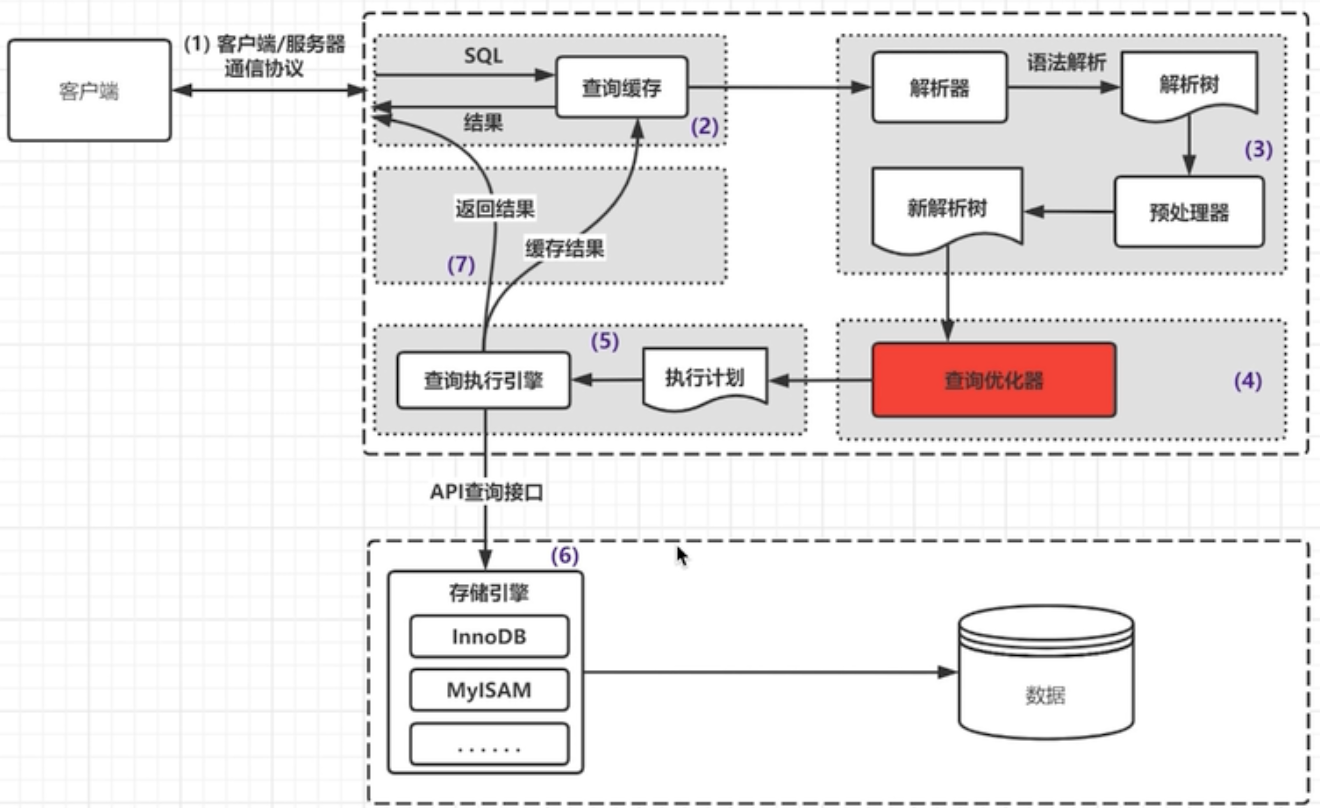 客户端
(1) 客户端/服务器
通信协议
SQL
查询缓存
结果
(2)
解析器
语法解析
解析树
(3)
预处理器
新解析树
返回结果
缓存结果
(7)
(5)
查询执行引擎
执行计划
查询优化器
(4)
API查询接口
(6)
存储引擎
InnoDB
MyISAM
......
数据